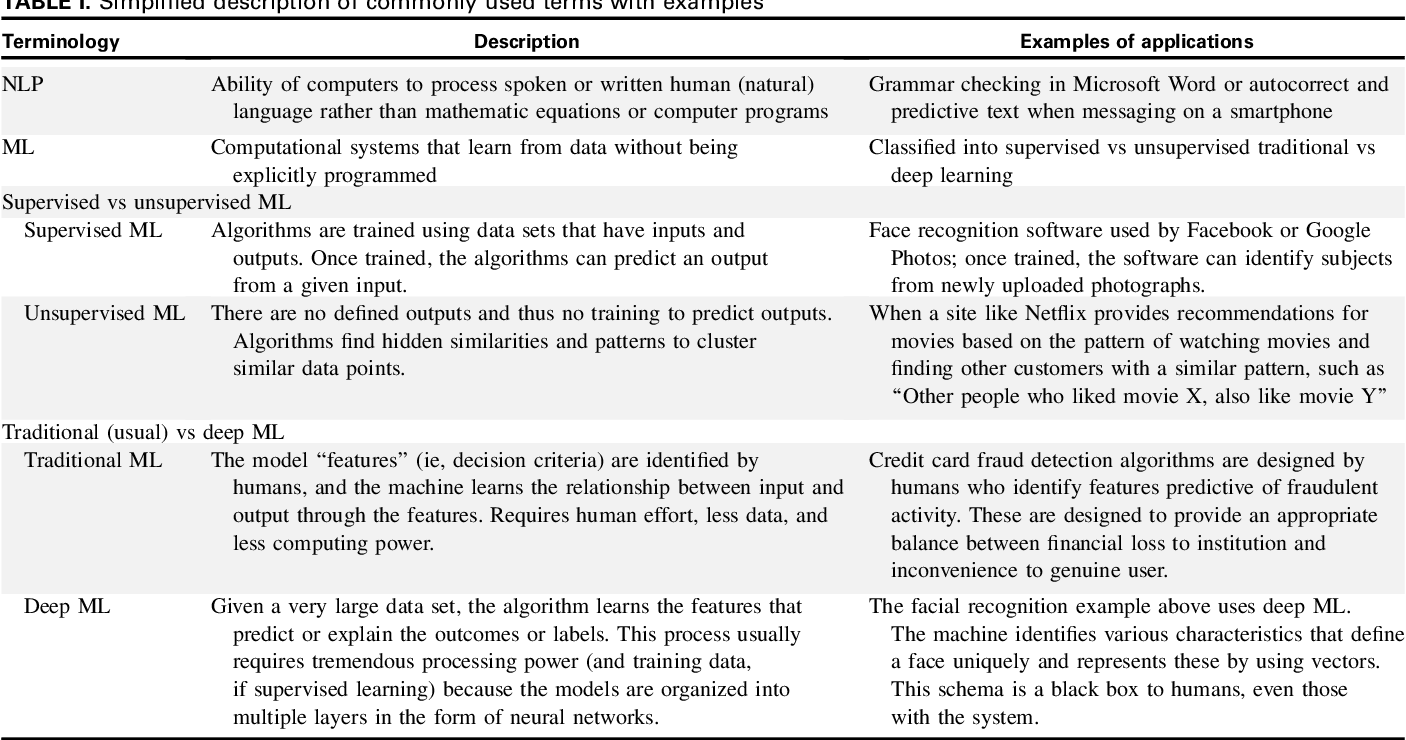 TABLE I. Simplified description of commonly used terms with examples
Terminology Description Examples of applications
NLP Ability of computers to process spoken or written human (natural) Grammar checking in Microsoft Word or autocorrect and
language rather than mathematic equations or computer programs predictive text when messaging on a smartphone
ML Computational systems that learn from data without being Classified into supervised vs unsupervised traditional vs
explicitly programmed deep learning
Supervised vs unsupervised ML
Supervised ML Algorithms are trained using data sets that have inputs and Face recognition software used by Facebook or Google
outputs. Once trained, the algorithms can predict an output Photos; once trained, the software can identify subjects
from a given input. from newly uploaded photographs.
Unsupervised ML There are no defined outputs and thus no training to predict outputs. When a site like Netflix provides recommendations for
Algorithms find hidden similarities and patterns to cluster movies based on the pattern of watching movies and
similar data points. finding other customers with a similar pattern, such as
“Other people who liked movie X, also like movie Y”
Traditional (usual) vs deep ML
Traditional ML The model “features” (ie, decision criteria) are identified by Credit card fraud detection algorithms are designed by
humans, and the machine learns the relationship between input and humans who identify features predictive of fraudulent
output through the features. Requires human effort, less data, and activity. These are designed to provide an appropriate
less computing power. balance between financial loss to institution and
inconvenience to genuine user.
Deep ML Given a very large data set, the algorithm learns the features that The facial recognition example above uses deep ML.
predict or explain the outcomes or labels. This process usually The machine identifies various characteristics that define
requires tremendous processing power (and training data, a face uniquely and represents these by using vectors.
if supervised learning) because the models are organized into This schema is a black box to humans, even those
multiple layers in the form of neural networks. with the system.